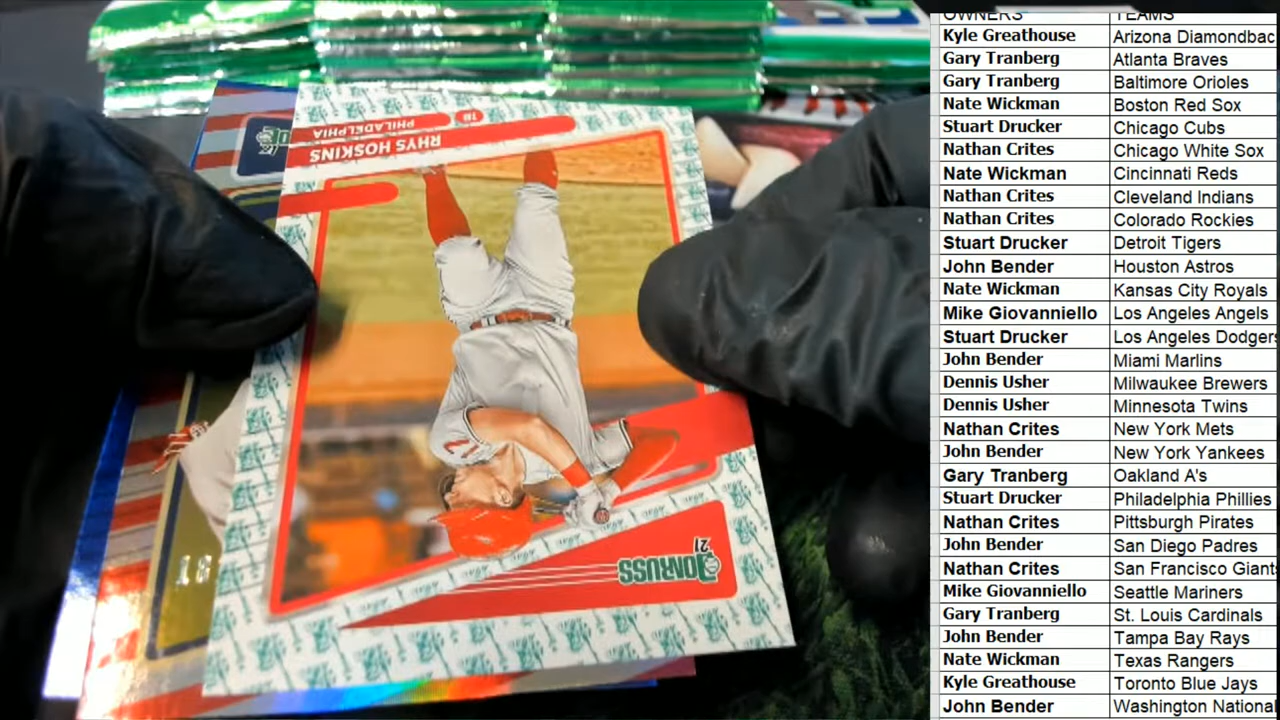 RHYS HOSKINS
PHILADELPHIA
1B
17
DONRUSS
21
18
OWNERS TEAMS
Kyle Greathouse Arizona Diamondbac
Gary Tranberg Atlanta Braves
Gary Tranberg Baltimore Orioles
Nate Wickman Boston Red Sox
Stuart Drucker Chicago Cubs
Nathan Crites Chicago White Sox
Nate Wickman Cincinnati Reds
Nathan Crites Cleveland Indians
Nathan Crites Colorado Rockies
Stuart Drucker Detroit Tigers
John Bender Houston Astros
Nate Wickman Kansas City Royals
Mike Giovanniello Los Angeles Angels
Stuart Drucker Los Angeles Dodgers
John Bender Miami Marlins
Dennis Usher Milwaukee Brewers
Dennis Usher Minnesota Twins
Nathan Crites New York Mets
John Bender New York Yankees
Gary Tranberg Oakland A's
Stuart Drucker Philadelphia Phillies
Nathan Crites Pittsburgh Pirates
John Bender San Diego Padres
Nathan Crites San Francisco Giants
Mike Giovanniello Seattle Mariners
Gary Tranberg St. Louis Cardinals
John Bender Tampa Bay Rays
Nate Wickman Texas Rangers
Kyle Greathouse Toronto Blue Jays
John Bender Washington National